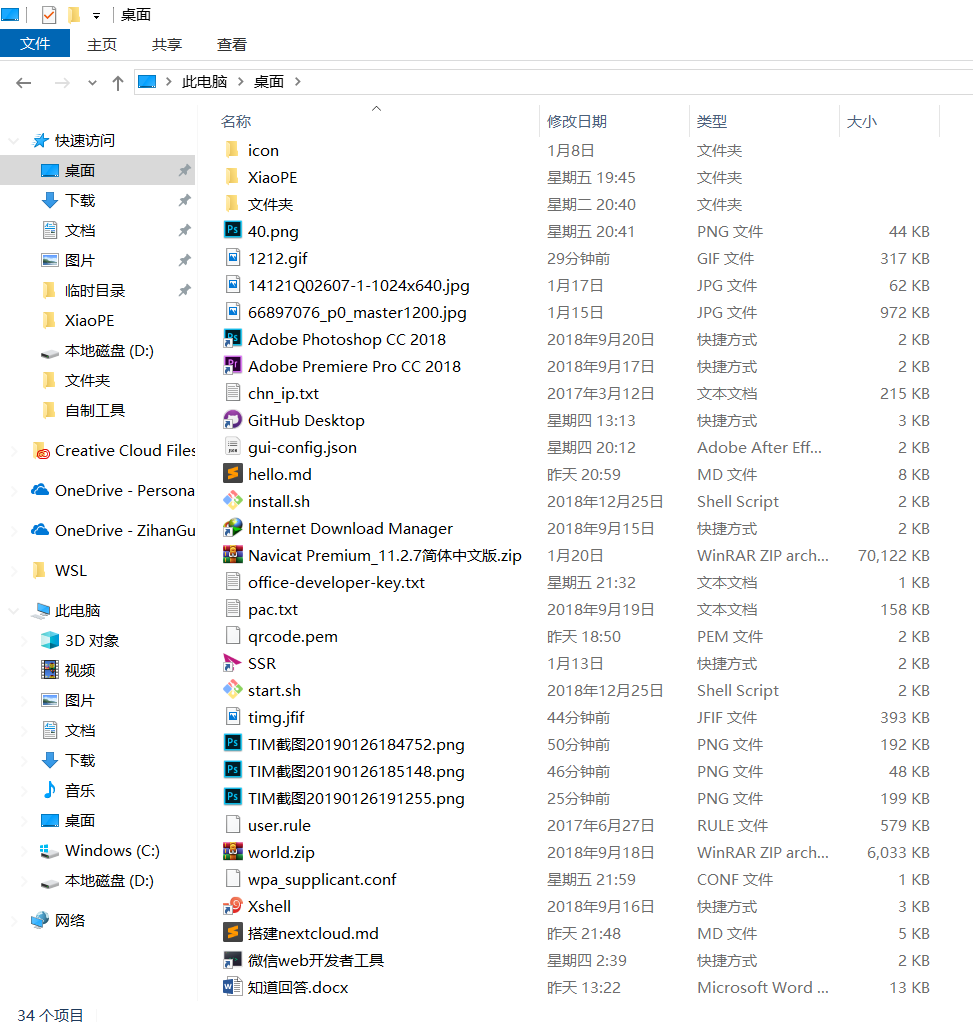 桌面
文件 主页 共享 查看
此电脑 桌面
名称 修改日期 类型 大小
快速访问
桌面
下载
文档
图片
临时目录
XiaoPE
本地磁盘 (D:)
文件夹
自制工具
Creative Cloud Files
OneDrive - Persona
OneDrive - ZihanGu
WSL
此电脑
3D 对象
视频
图片
文档
下载
音乐
桌面
Windows (C:)
本地磁盘 (D:)
网络
icon 1月8日 文件夹
XiaoPE 星期五 19:45 文件夹
文件夹 星期二 20:40 文件夹
40.png 星期五 20:41 PNG 文件 44 KB
1212.gif 29分钟前 GIF 文件 317 KB
14121Q02607-1-1024x640.jpg 1月17日 JPG 文件 62 KB
66897076_p0_master1200.jpg 1月15日 JPG 文件 972 KB
Adobe Photoshop CC 2018 2018年9月20日 快捷方式 2 KB
Adobe Premiere Pro CC 2018 2018年9月17日 快捷方式 2 KB
chn_ip.txt 2017年3月12日 文本文档 215 KB
GitHub Desktop 星期四 13:13 快捷方式 3 KB
gui-config.json 星期四 20:12 Adobe After Eff... 2 KB
hello.md 昨天 20:59 MD 文件 8 KB
install.sh 2018年12月25日 Shell Script 2 KB
Internet Download Manager 2018年9月15日 快捷方式 2 KB
Navicat Premium_11.2.7简体中文版.zip 1月20日 WinRAR ZIP arch... 70,122 KB
office-developer-key.txt 星期五 21:32 文本文档 1 KB
pac.txt 2018年9月19日 文本文档 158 KB
qrcode.pem 昨天 18:50 PEM 文件 2 KB
SSR 1月13日 快捷方式 2 KB
start.sh 2018年12月25日 Shell Script 2 KB
timg.jfif 44分钟前 JFIF 文件 393 KB
TIM截图20190126184752.png 50分钟前 PNG 文件 192 KB
TIM截图20190126185148.png 46分钟前 PNG 文件 48 KB
TIM截图20190126191255.png 25分钟前 PNG 文件 199 KB
user.rule 2017年6月27日 RULE 文件 579 KB
world.zip 2018年9月18日 WinRAR ZIP arch... 6,033 KB
wpa_supplicant.conf 星期五 21:59 CONF 文件 1 KB
Xshell 2018年9月16日 快捷方式 3 KB
搭建nextcloud.md 昨天 21:48 MD 文件 5 KB
微信web开发者工具 星期四 2:39 快捷方式 2 KB
知道回答.docx 昨天 13:22 Microsoft Word ... 13 KB
34 个项目